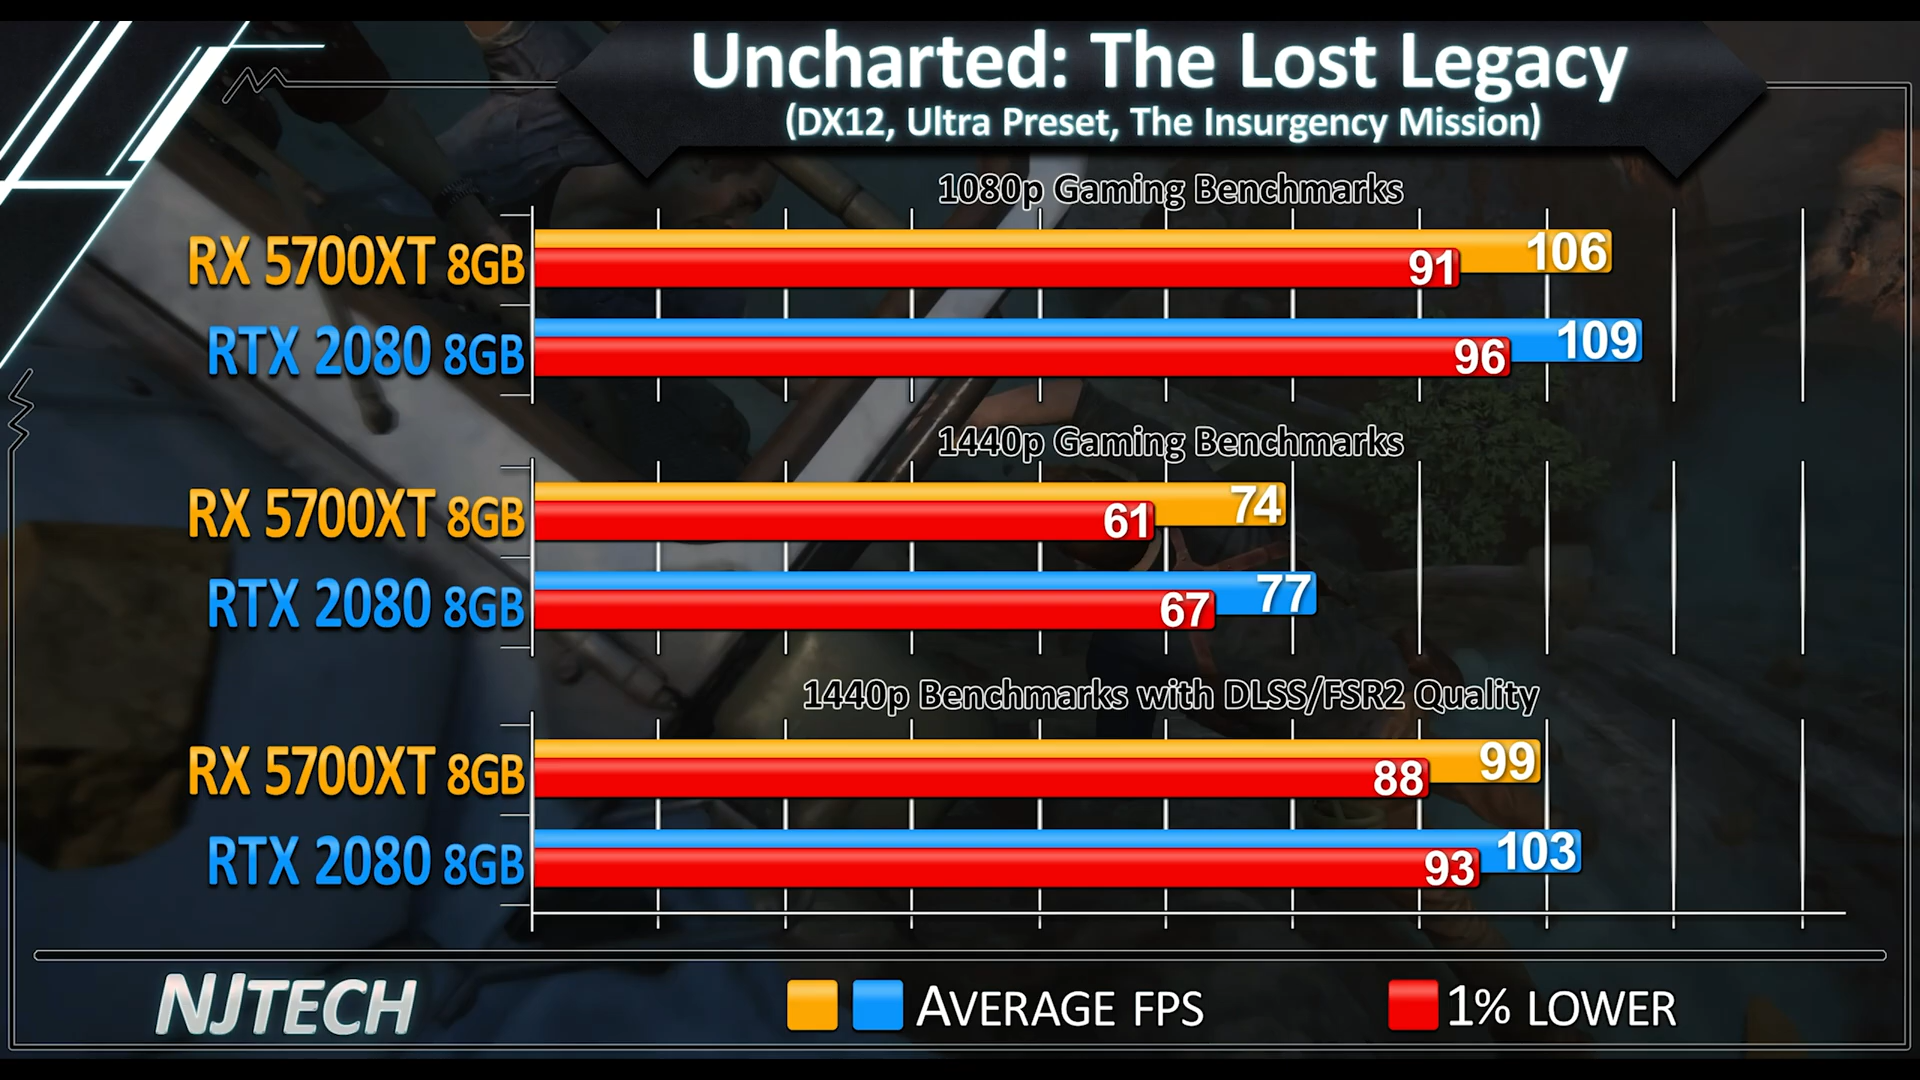 Uncharted: The Lost Legacy
(DX12, Ultra Preset, The Insurgency Mission)
1080p Gaming Benchmarks
RX 5700XT 8GB 91 106
RTX 2080 8GB 96 109
1440p Gaming Benchmarks
RX 5700XT 8GB 61 74
RTX 2080 8GB 67 77
1440p Benchmarks with DLSS/FSR2 Quality
RX 5700XT 8GB 88 99
RTX 2080 8GB 93 103
NJTECH AVERAGE FPS 1% LOWER